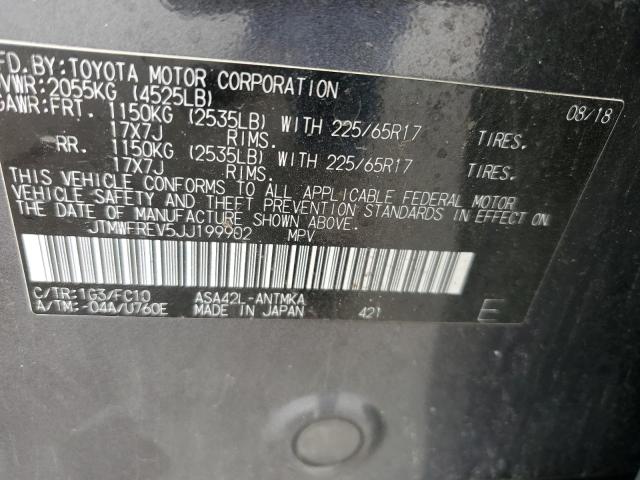 MFD. BY: TOYOTA MOTOR CORPORATION 08/18
GVWR: 2055KG (4525LB)
GAWR: FRT. 1150KG (2535LB) WITH 225/65R17 TIRES.
17X7J RIMS.
RR. 1150KG (2535LB) WITH 225/65R17 TIRES.
17X7J RIMS.
THIS VEHICLE CONFORMS TO ALL APPLICABLE FEDERAL MOTOR
VEHICLE SAFETY AND THEFT PREVENTION STANDARDS IN EFFECT ON
THE DATE OF MANUFACTURE SHOWN ABOVE.
JTMWFREV5JJ199992 MPV
C/TR: 1G3/FC10 ASA42L-ANTMKA
A/TM: -04A/U760E MADE IN JAPAN 421 E